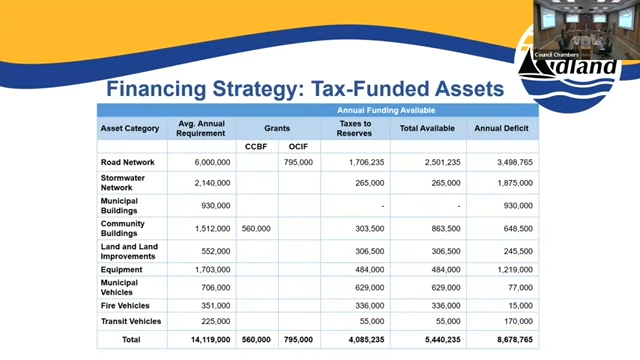 Council Chambers
dland
Financing Strategy: Tax-Funded Assets
Annual Funding Available
Asset Category Avg. Annual Requirement Grants Taxes to Reserves Total Available Annual Deficit
CCBF OCIF
Road Network 6,000,000 795,000 1,706,235 2,501,235 3,498,765
Stormwater Network 2,140,000 265,000 265,000 1,875,000
Municipal Buildings 930,000 - - 930,000
Community Buildings 1,512,000 560,000 303,500 863,500 648,500
Land and Land Improvements 552,000 306,500 306,500 245,500
Equipment 1,703,000 484,000 484,000 1,219,000
Municipal Vehicles 706,000 629,000 629,000 77,000
Fire Vehicles 351,000 336,000 336,000 15,000
Transit Vehicles 225,000 55,000 55,000 170,000
Total 14,119,000 560,000 795,000 4,085,235 5,440,235 8,678,765